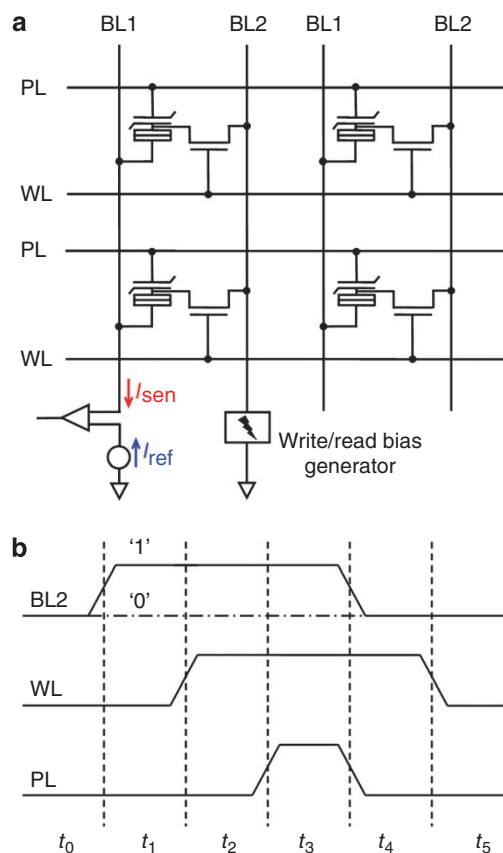 a
BL1 BL2 BL1 BL2
PL
WL
PL
WL
Isen
Iref
Write/read bias
generator
b
'1'
BL2 '0'
WL
PL
t0 t1 t2 t3 t4 t5